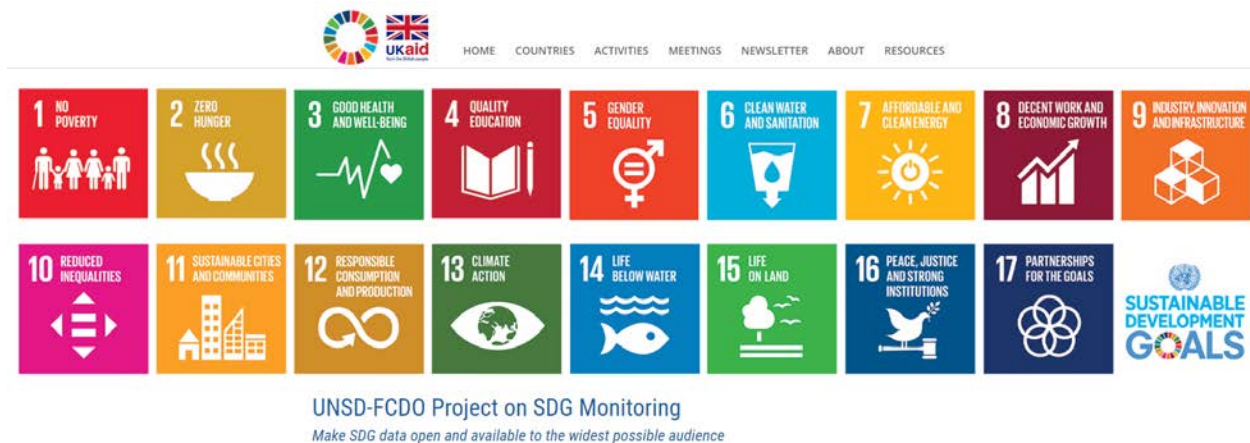 UKaid
from the British people
HOME COUNTRIES ACTIVITIES MEETINGS NEWSLETTER ABOUT RESOURCES
1 NO
POVERTY
2 ZERO
HUNGER
3 GOOD HEALTH
AND WELL-BEING
4 QUALITY
EDUCATION
5 GENDER
EQUALITY
6 CLEAN WATER
AND SANITATION
7 AFFORDABLE AND
CLEAN ENERGY
8 DECENT WORK AND
ECONOMIC GROWTH
9 INDUSTRY, INNOVATION
AND INFRASTRUCTURE
10 REDUCED
INEQUALITIES
11 SUSTAINABLE CITIES
AND COMMUNITIES
12 RESPONSIBLE
CONSUMPTION
AND PRODUCTION
13 CLIMATE
ACTION
14 LIFE
BELOW WATER
15 LIFE
ON LAND
16 PEACE, JUSTICE
AND STRONG
INSTITUTIONS
17 PARTNERSHIPS
FOR THE GOALS
SUSTAINABLE
DEVELOPMENT
GOALS
UNSD-FCDO Project on SDG Monitoring
Make SDG data open and available to the widest possible audience